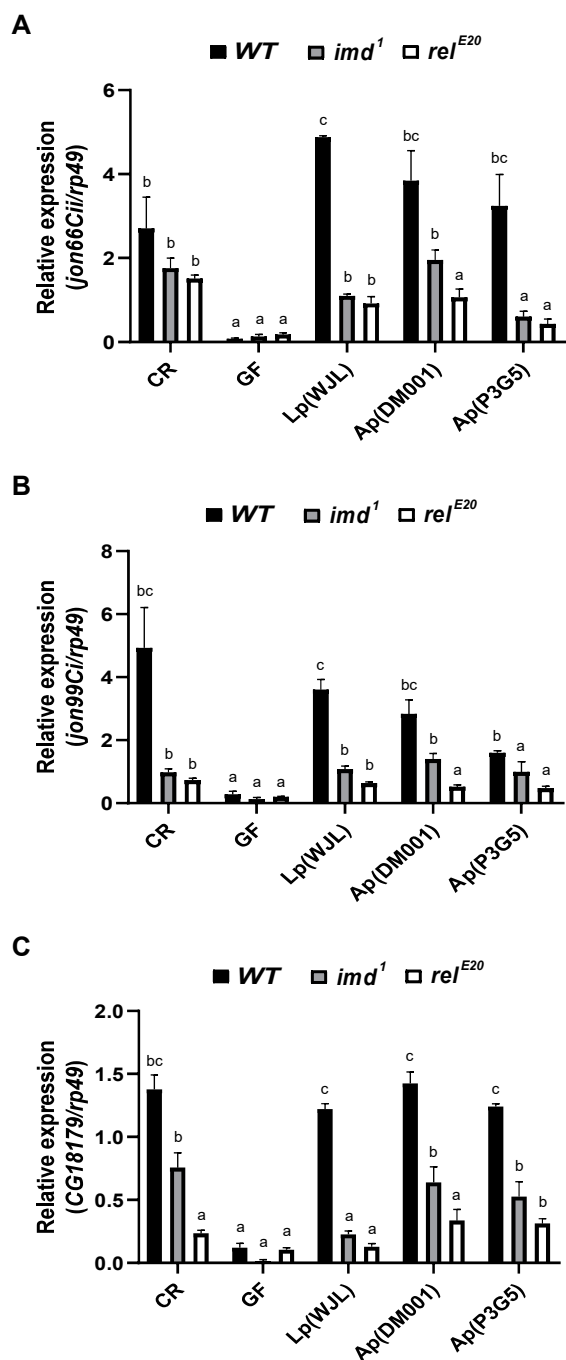 A
WT imd1 relE20
Relative expression
(jon66Cii/rp49)
6
4
2
0
b b b a a a c b b bc b a bc a a
CR GF Lp(WJL) Ap(DM001) Ap(P3G5)
B
WT imd1 relE20
Relative expression
(jon99Ci/rp49)
8
6
4
2
0
bc b b a a a c b b bc b a b a a
CR GF Lp(WJL) Ap(DM001) Ap(P3G5)
C
WT imd1 relE20
Relative expression
(CG18179/rp49)
2.0
1.5
1.0
0.5
0.0
bc b a a a a c a a c b a c b b
CR GF Lp(WJL) Ap(DM001) Ap(P3G5)